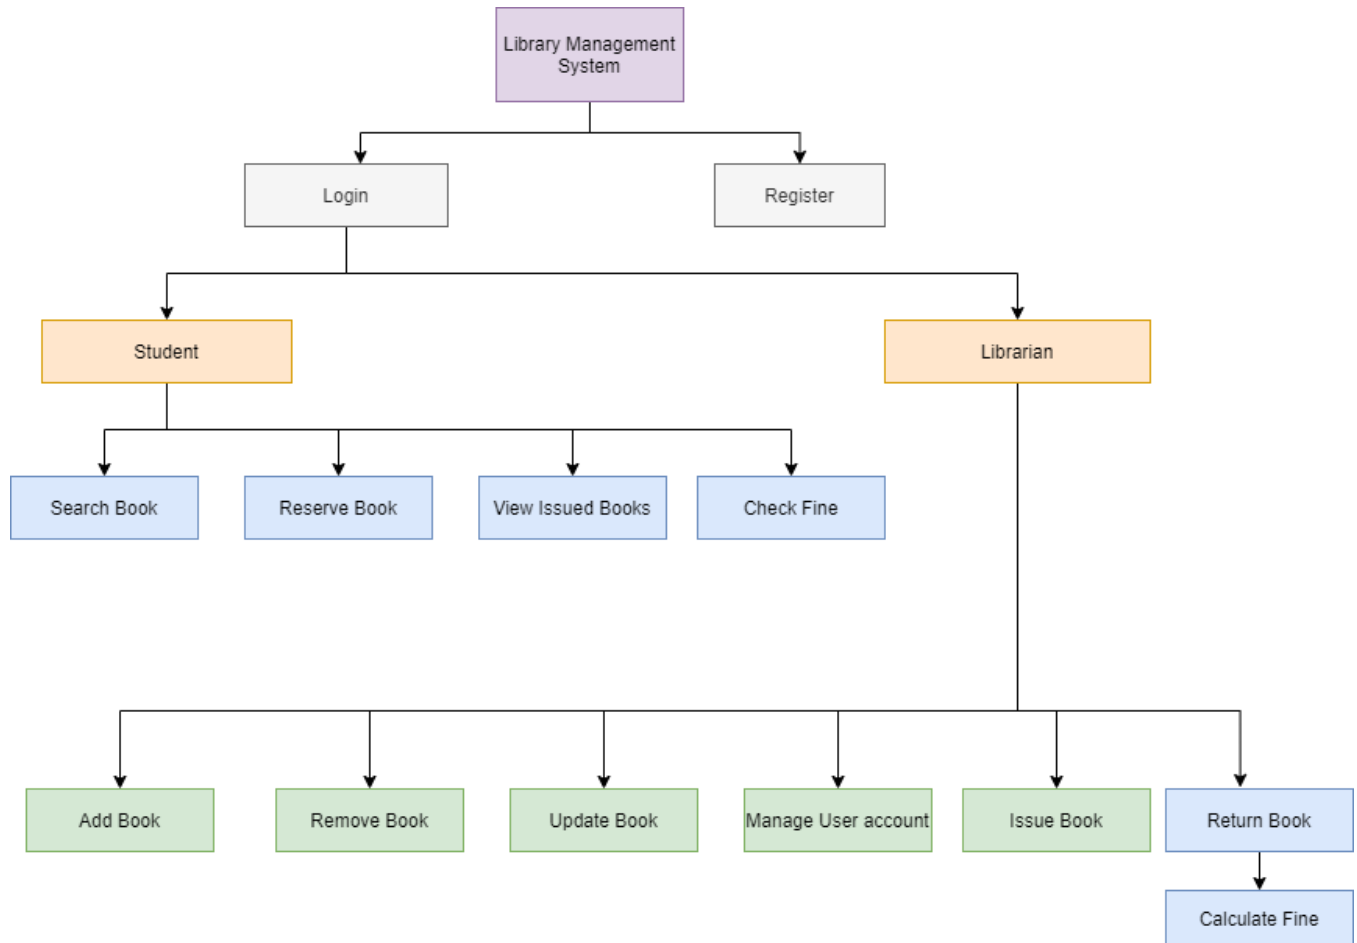 Library Management
System
Login
Register
Student
Librarian
Search Book
Reserve Book
View Issued Books
Check Fine
Add Book
Remove Book
Update Book
Manage User account
Issue Book
Return Book
Calculate Fine